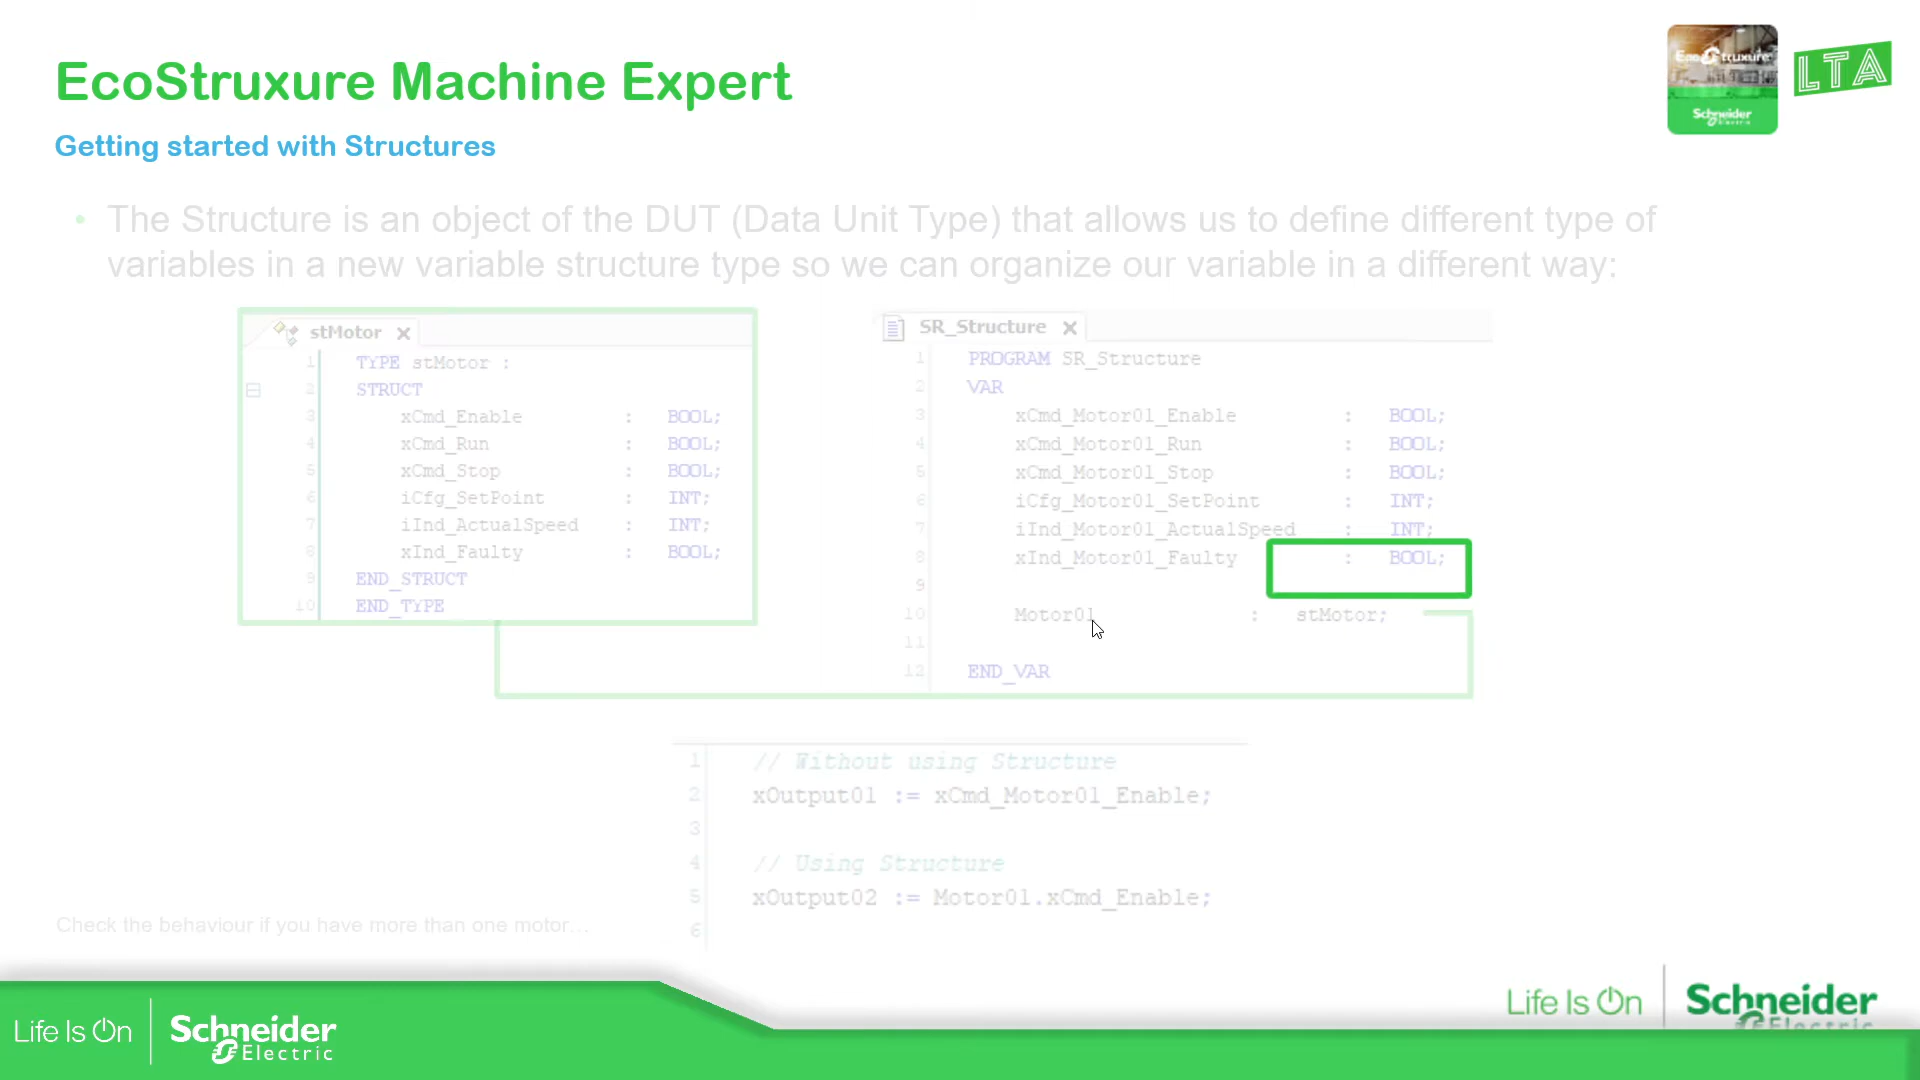 EcoStruxure Machine Expert
EcoStruxure
Schneider
Electric
LTA
Getting started with Structures
• The Structure is an object of the DUT (Data Unit Type) that allows us to define different type of
variables in a new variable structure type so we can organize our variable in a different way:
stMotor
1 TYPE stMotor :
2 STRUCT
3 xCmd_Enable : BOOL;
4 xCmd_Run : BOOL;
5 xCmd_Stop : BOOL;
6 iCfg_SetPoint : INT;
7 iInd_ActualSpeed : INT;
8 xInd_Faulty : BOOL;
9 END_STRUCT
10 END_TYPE
SR_Structure
1 PROGRAM SR_Structure
2 VAR
3 xCmd_Motor01_Enable : BOOL;
4 xCmd_Motor01_Run : BOOL;
5 xCmd_Motor01_Stop : BOOL;
6 iCfg_Motor01_SetPoint : INT;
7 iInd_Motor01_ActualSpeed : INT;
8 xInd_Motor01_Faulty : BOOL;
9
10 Motor01 : stMotor;
11
12 END_VAR
1 // Without using Structure
2 xOutput01 := xCmd_Motor01_Enable;
3
4 // Using Structure
5 xOutput02 := Motor01.xCmd_Enable;
6
Check the behaviour if you have more than one motor…
Life Is On
Schneider
Electric
Life Is On
Schneider
Electric